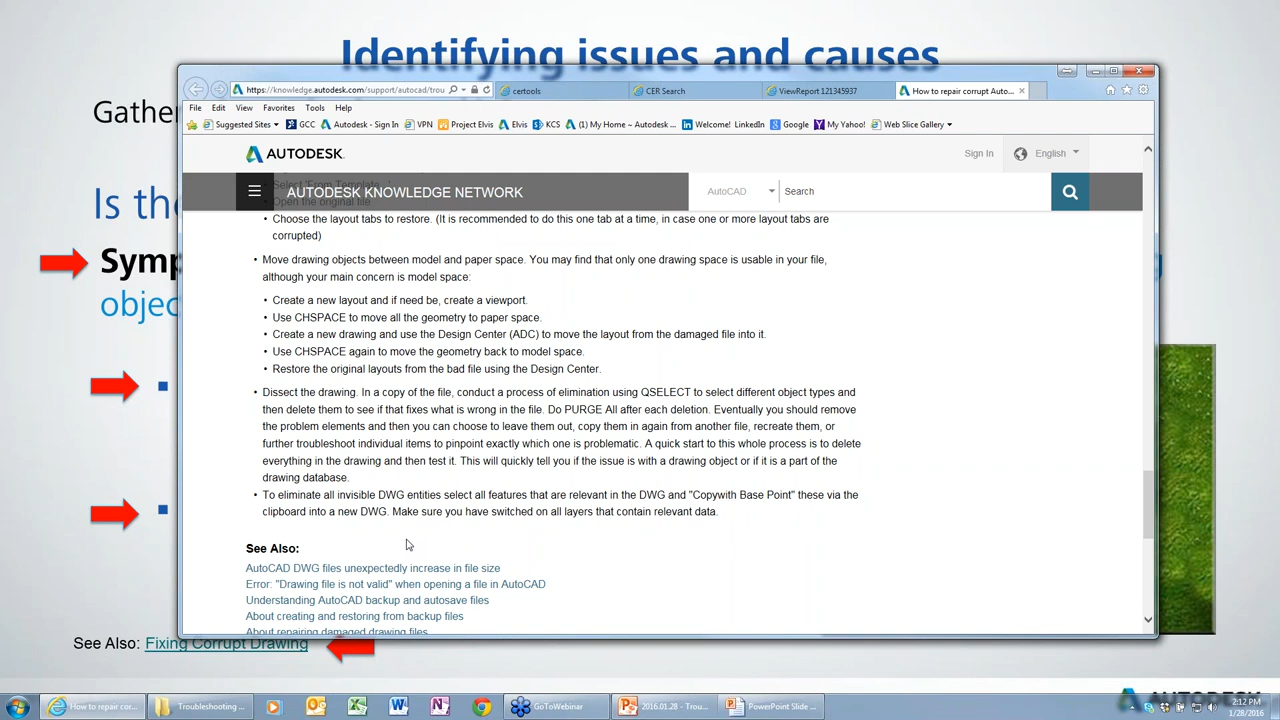 Identifying issues and causes
Gather
Is the
Symp
objec
https://knowledge.autodesk.com/support/autocad/trou
certools
CER Search
ViewReport 121345937
How to repair corrupt Auto...
File Edit View Favorites Tools Help
Suggested Sites
GCC
Autodesk - Sign In
VPN
Project Elvis
Elvis
KCS
(1) My Home ~ Autodesk ...
Welcome! LinkedIn
Google
My Yahoo!
Web Slice Gallery
AUTODESK.
Sign In
English
Select 'From Template...'
Open the original file
AUTODESK KNOWLEDGE NETWORK
AutoCAD
Search
• Choose the layout tabs to restore. (It is recommended to do this one tab at a time, in case one or more layout tabs are
corrupted)
• Move drawing objects between model and paper space. You may find that only one drawing space is usable in your file,
although your main concern is model space:
• Create a new layout and if need be, create a viewport.
• Use CHSPACE to move all the geometry to paper space.
• Create a new drawing and use the Design Center (ADC) to move the layout from the damaged file into it.
• Use CHSPACE again to move the geometry back to model space.
• Restore the original layouts from the bad file using the Design Center.
• Dissect the drawing. In a copy of the file, conduct a process of elimination using QSELECT to select different object types and
then delete them to see if that fixes what is wrong in the file. Do PURGE All after each deletion. Eventually you should remove
the problem elements and then you can choose to leave them out, copy them in again from another file, recreate them, or
further troubleshoot individual items to pinpoint exactly which one is problematic. A quick start to this whole process is to delete
everything in the drawing and then test it. This will quickly tell you if the issue is with a drawing object or if it is a part of the
drawing database.
• To eliminate all invisible DWG entities select all features that are relevant in the DWG and "Copywith Base Point" these via the
clipboard into a new DWG. Make sure you have switched on all layers that contain relevant data.
See Also:
AutoCAD DWG files unexpectedly increase in file size
Error: "Drawing file is not valid" when opening a file in AutoCAD
Understanding AutoCAD backup and autosave files
About creating and restoring from backup files
About repairing damaged drawing files
See Also: Fixing Corrupt Drawing
How to repair cor...
Troubleshooting ...
GoToWebinar
2016.01.28 - Trou...
PowerPoint Slide ...
AUTODESK
2:12 PM
1/28/2016